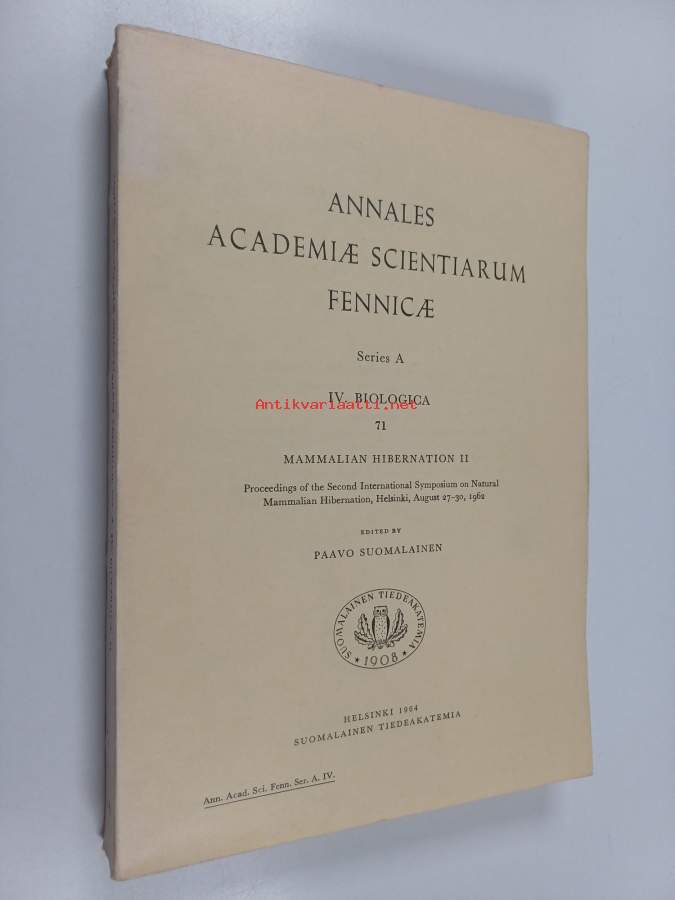 ANNALES
ACADEMIÆ SCIENTIARUM
FENNICÆ
Series A
IV. BIOLOGICA
Antikvariaatti.net
71
MAMMALIAN HIBERNATION II
Proceedings of the Second International Symposium on Natural
Mammalian Hibernation, Helsinki, August 27–30, 1962
EDITED BY
PAAVO SUOMALAINEN
SUOMALAINEN TIEDEAKATEMIA
* 1908 *
HELSINKI 1964
SUOMALAINEN TIEDEAKATEMIA
Ann. Acad. Sci. Fenn. Ser. A. IV.